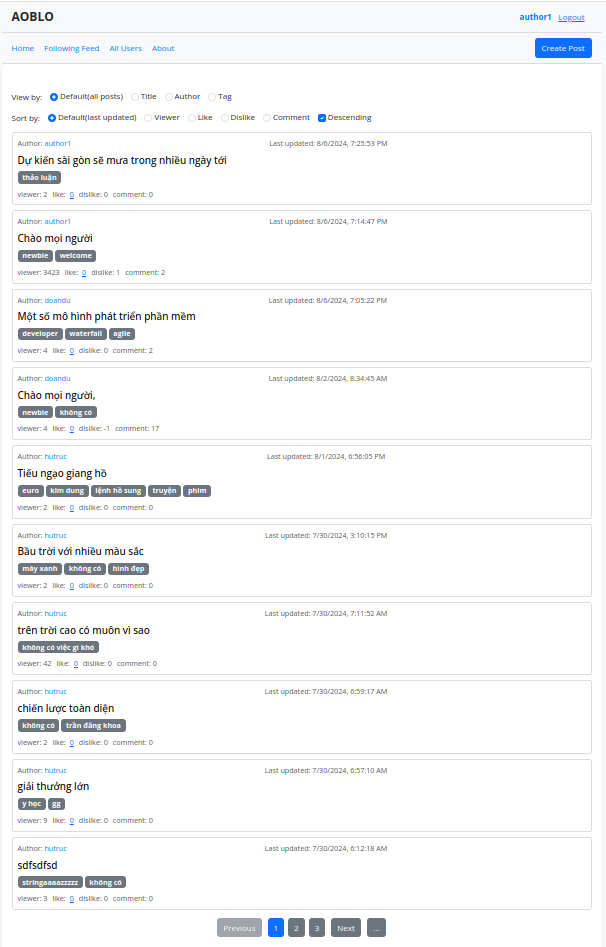 AOBLO
author1 Logout
Home Following Feed All Users About
Create Post
View by: Default(all posts) Title Author Tag
Sort by: Default(last updated) Viewer Like Dislike Comment Descending
Author: author1 Last updated: 8/6/2024, 7:25:53 PM
Dự kiến sài gòn sẽ mưa trong nhiều ngày tới
thảo luận
viewer: 2 like: 0 dislike: 0 comment: 0
Author: author1 Last updated: 8/6/2024, 7:14:47 PM
Chào mọi người
newbie welcome
viewer: 3423 like: 0 dislike: 1 comment: 2
Author: doandu Last updated: 8/6/2024, 7:05:22 PM
Một số mô hình phát triển phần mềm
developer waterfall agile
viewer: 4 like: 0 dislike: 0 comment: 2
Author: doandu Last updated: 8/2/2024, 8:34:45 AM
Chào mọi người,
newbie không có
viewer: 4 like: 0 dislike: -1 comment: 17
Author: hutruc Last updated: 8/1/2024, 6:56:05 PM
Tiếu ngạo giang hồ
euro kim dung lệnh hồ sung truyện phim
viewer: 2 like: 0 dislike: 0 comment: 0
Author: hutruc Last updated: 7/30/2024, 3:10:15 PM
Bầu trời với nhiều màu sắc
mây xanh không có hình đẹp
viewer: 2 like: 0 dislike: 0 comment: 0
Author: hutruc Last updated: 7/30/2024, 7:11:52 AM
trên trời cao có muôn vì sao
không có việc gì khó
viewer: 42 like: 0 dislike: 0 comment: 0
Author: hutruc Last updated: 7/30/2024, 6:59:17 AM
chiến lược toàn diện
không có trần đăng khoa
viewer: 2 like: 0 dislike: 0 comment: 0
Author: hutruc Last updated: 7/30/2024, 6:57:10 AM
giải thưởng lớn
y học gg
viewer: 9 like: 0 dislike: 0 comment: 0
Author: hutruc Last updated: 7/30/2024, 6:12:18 AM
sdfsdfsd
stringaaaazzzzz không có
viewer: 3 like: 0 dislike: 0 comment: 0
Previous 1 2 3 Next ...